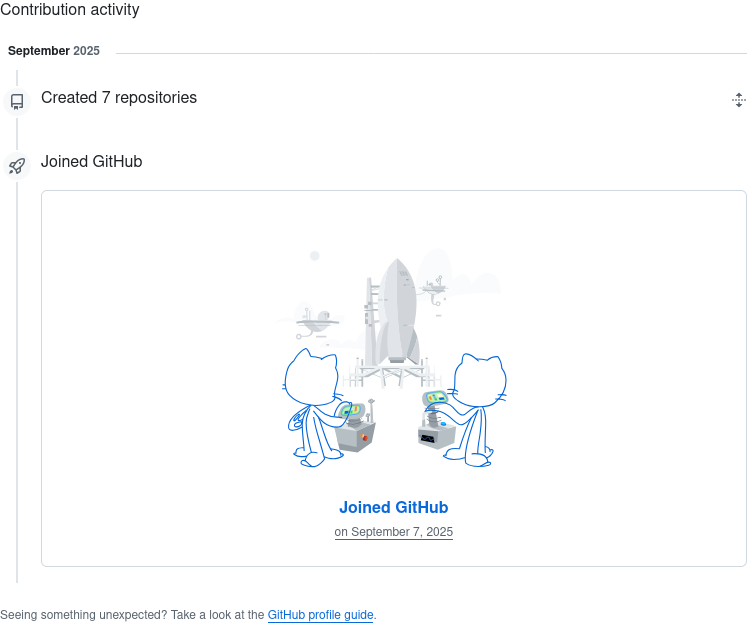 Contribution activity
September 2025
Created 7 repositories
Joined GitHub
Joined GitHub
on September 7, 2025
Seeing something unexpected? Take a look at the GitHub profile guide.